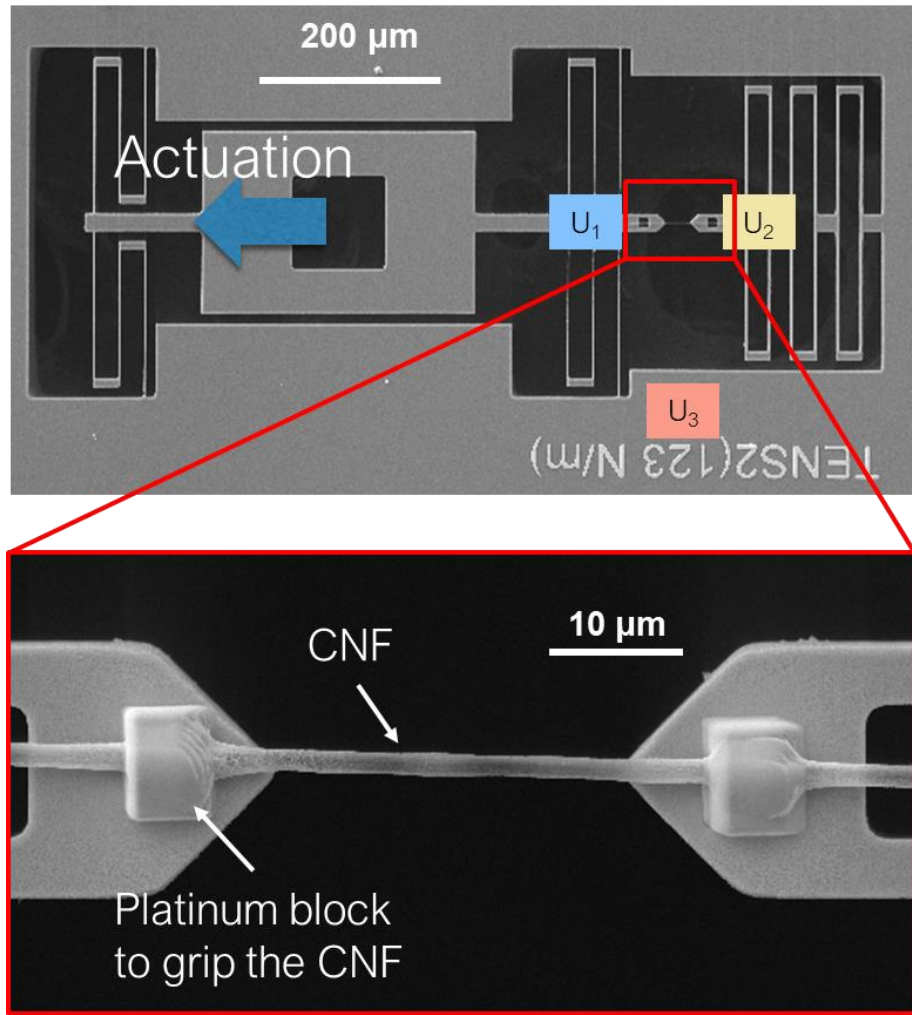 200 µm
Actuation
U₁
U₂
U₃
TENS2(123 N/m)
CNF
10 µm
Platinum block
to grip the CNF